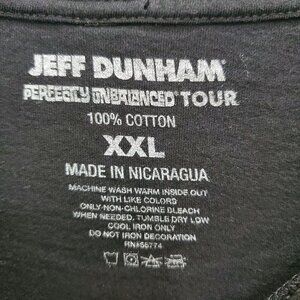 JEFF DUNHAM
PERFECTLY UNBALANCED TOUR
100% COTTON
XXL
MADE IN NICARAGUA
MACHINE WASH WARM INSIDE OUT
WITH LIKE COLORS
ONLY-NON-CHLORINE BLEACH
WHEN NEEDED, TUMBLE DRY LOW
COOL IRON ONLY
DO NOT IRON DECORATION
RN#56774